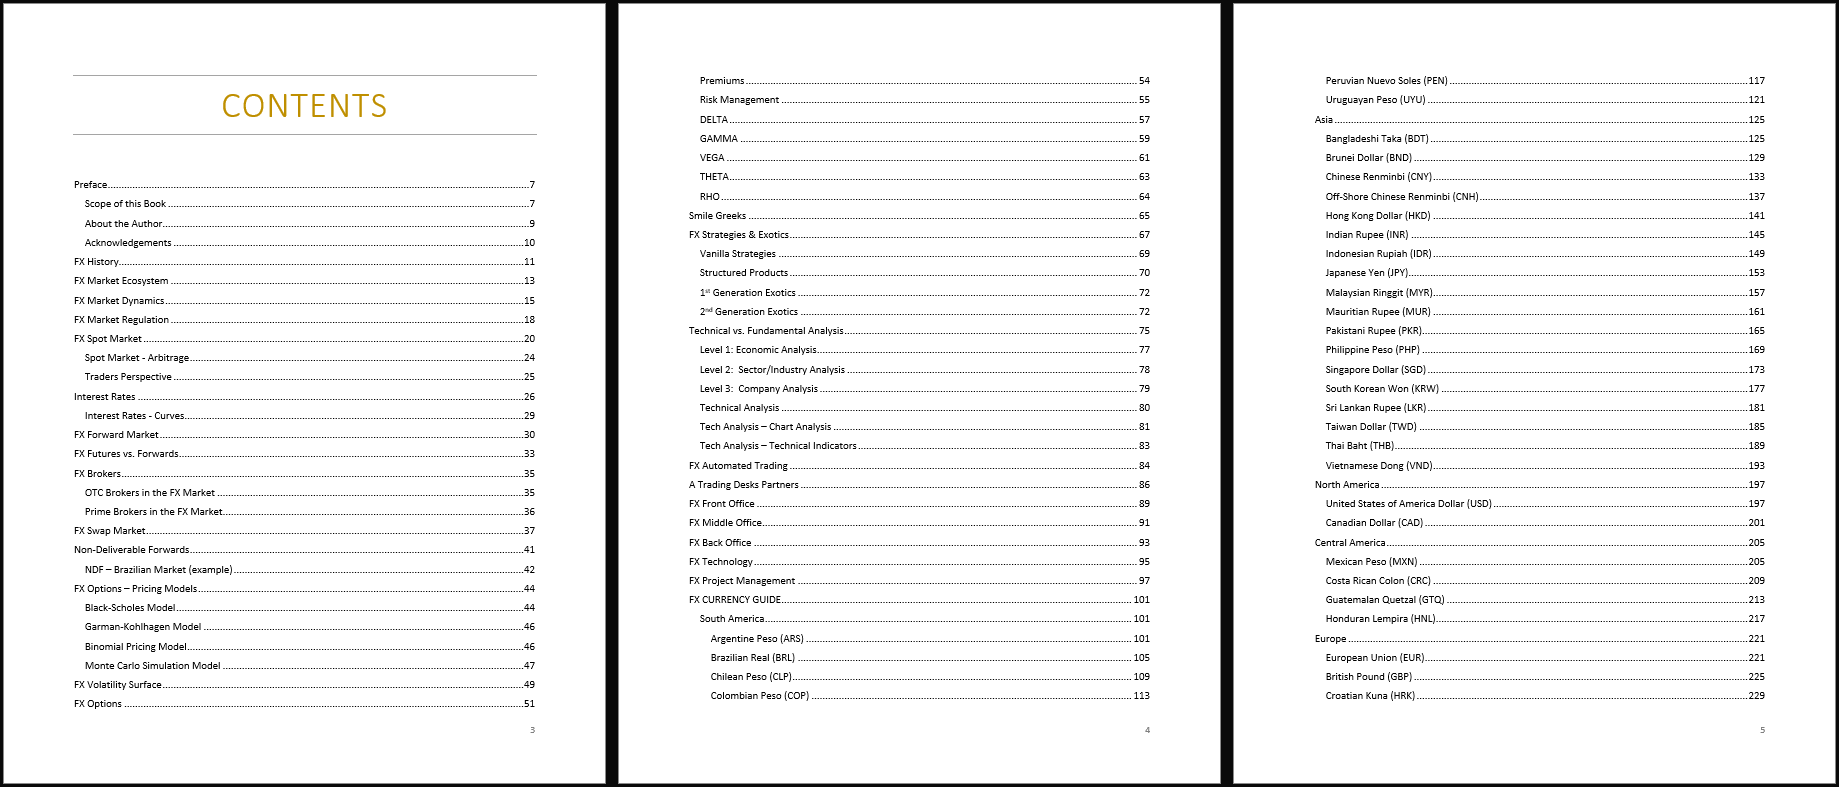 CONTENTS
Preface 7
Scope of this Book 7
About the Author 9
Acknowledgements 10
FX History 11
FX Market Ecosystem 13
FX Market Dynamics 15
FX Market Regulation 18
FX Spot Market 20
Spot Market - Arbitrage 24
Traders Perspective 25
Interest Rates 26
Interest Rates - Curves 29
FX Forward Market 30
FX Futures vs. Forwards 33
FX Brokers 35
OTC Brokers in the FX Market 35
Prime Brokers in the FX Market 36
FX Swap Market 37
Non-Deliverable Forwards 41
NDF – Brazilian Market (example) 42
FX Options – Pricing Models 44
Black-Scholes Model 44
Garman-Kohlhagen Model 46
Binomial Pricing Model 46
Monte Carlo Simulation Model 47
FX Volatility Surface 49
FX Options 51
3
Premiums 54
Risk Management 55
DELTA 57
GAMMA 59
VEGA 61
THETA 63
RHO 64
Smile Greeks 65
FX Strategies & Exotics 67
Vanilla Strategies 69
Structured Products 70
1st Generation Exotics 72
2nd Generation Exotics 72
Technical vs. Fundamental Analysis 75
Level 1: Economic Analysis 77
Level 2:  Sector/Industry Analysis 78
Level 3:  Company Analysis 79
Technical Analysis 80
Tech Analysis – Chart Analysis 81
Tech Analysis – Technical Indicators 83
FX Automated Trading 84
A Trading Desks Partners 86
FX Front Office 89
FX Middle Office 91
FX Back Office 93
FX Technology 95
FX Project Management 97
FX CURRENCY GUIDE 101
South America 101
Argentine Peso (ARS) 101
Brazilian Real (BRL) 105
Chilean Peso (CLP) 109
Colombian Peso (COP) 113
4
Peruvian Nuevo Soles (PEN) 117
Uruguayan Peso (UYU) 121
Asia 125
Bangladeshi Taka (BDT) 125
Brunei Dollar (BND) 129
Chinese Renminbi (CNY) 133
Off-Shore Chinese Renminbi (CNH) 137
Hong Kong Dollar (HKD) 141
Indian Rupee (INR) 145
Indonesian Rupiah (IDR) 149
Japanese Yen (JPY) 153
Malaysian Ringgit (MYR) 157
Mauritian Rupee (MUR) 161
Pakistani Rupee (PKR) 165
Philippine Peso (PHP) 169
Singapore Dollar (SGD) 173
South Korean Won (KRW) 177
Sri Lankan Rupee (LKR) 181
Taiwan Dollar (TWD) 185
Thai Baht (THB) 189
Vietnamese Dong (VND) 193
North America 197
United States of America Dollar (USD) 197
Canadian Dollar (CAD) 201
Central America 205
Mexican Peso (MXN) 205
Costa Rican Colon (CRC) 209
Guatemalan Quetzal (GTQ) 213
Honduran Lempira (HNL) 217
Europe 221
European Union (EUR) 221
British Pound (GBP) 225
Croatian Kuna (HRK) 229
5